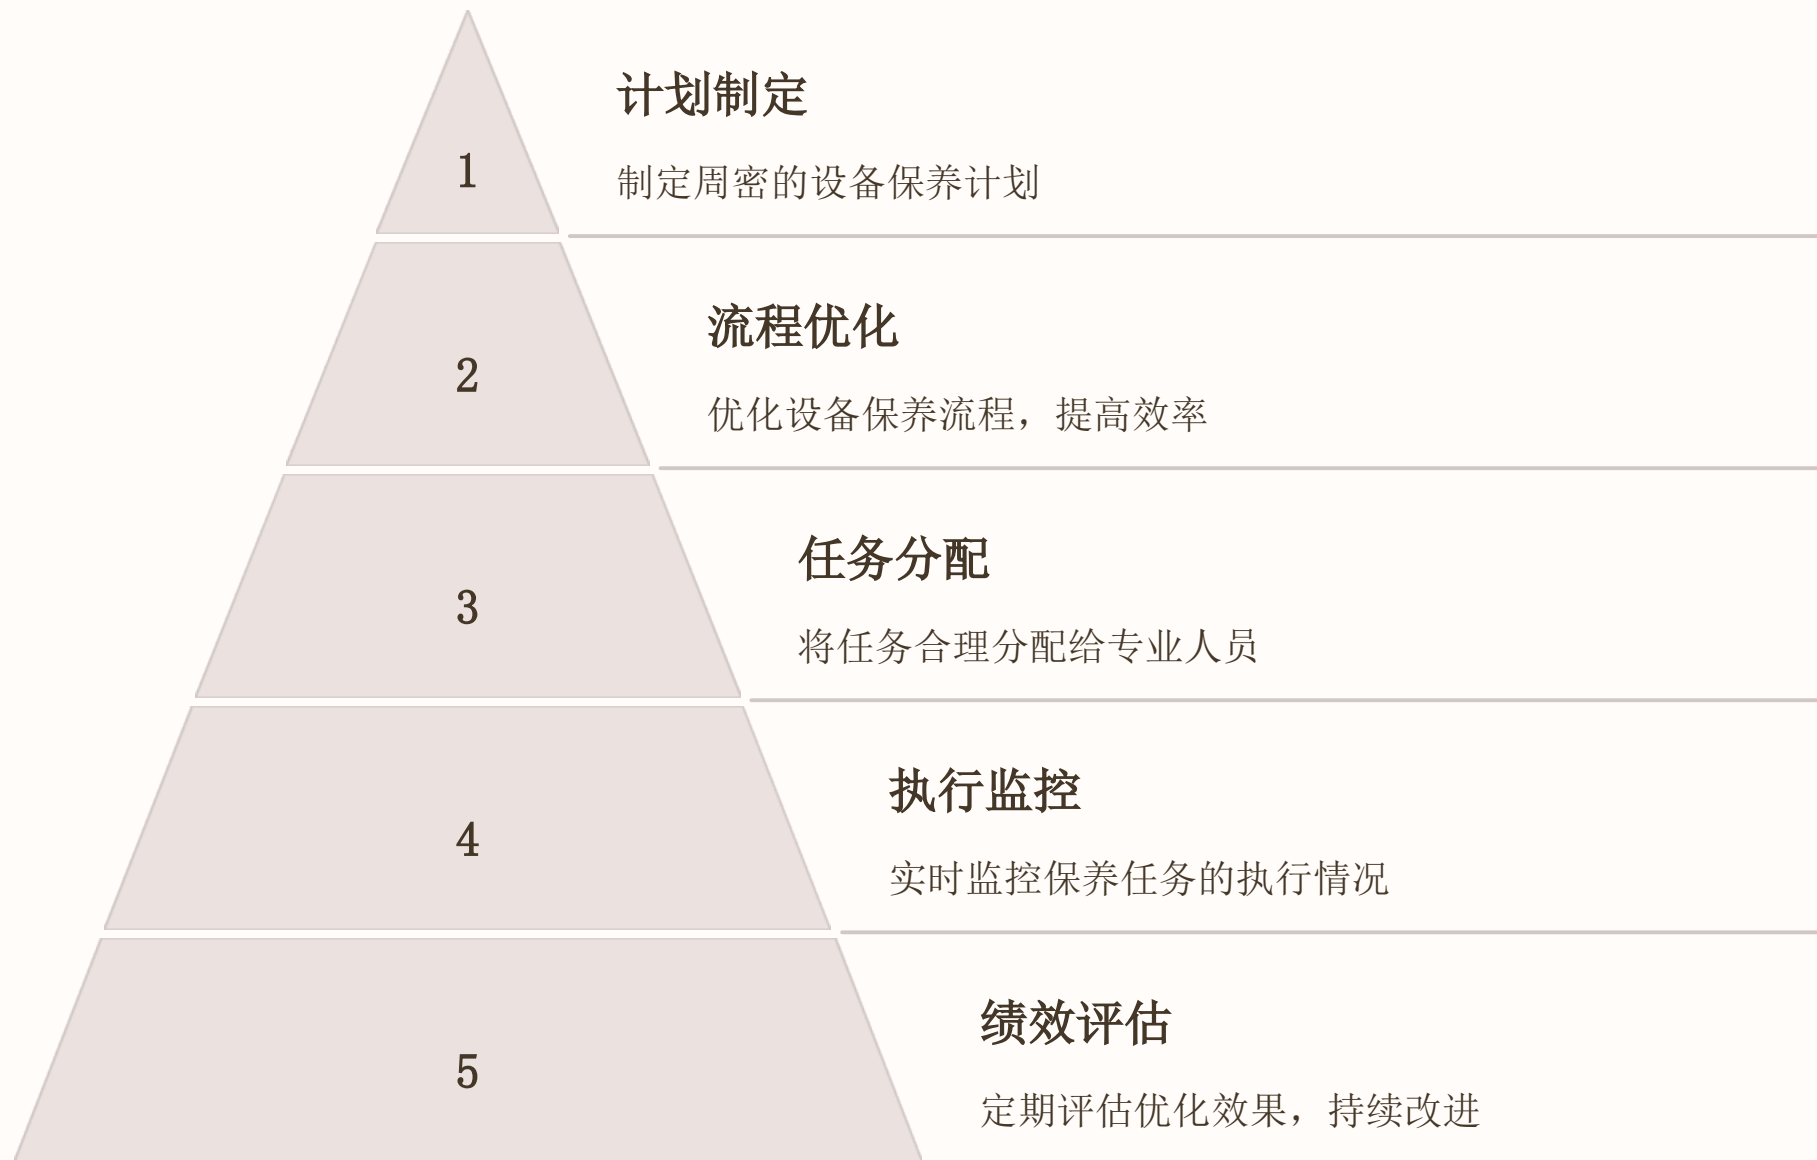 1
计划制定
制定周密的设备保养计划
2
流程优化
优化设备保养流程，提高效率
3
任务分配
将任务合理分配给专业人员
4
执行监控
实时监控保养任务的执行情况
5
绩效评估
定期评估优化效果，持续改进